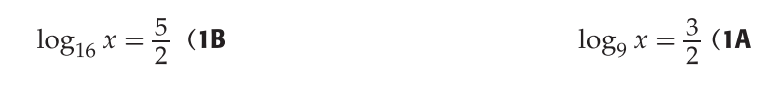 log₁₆ x = 5/2 (1B
log₉ x = 3/2 (1A